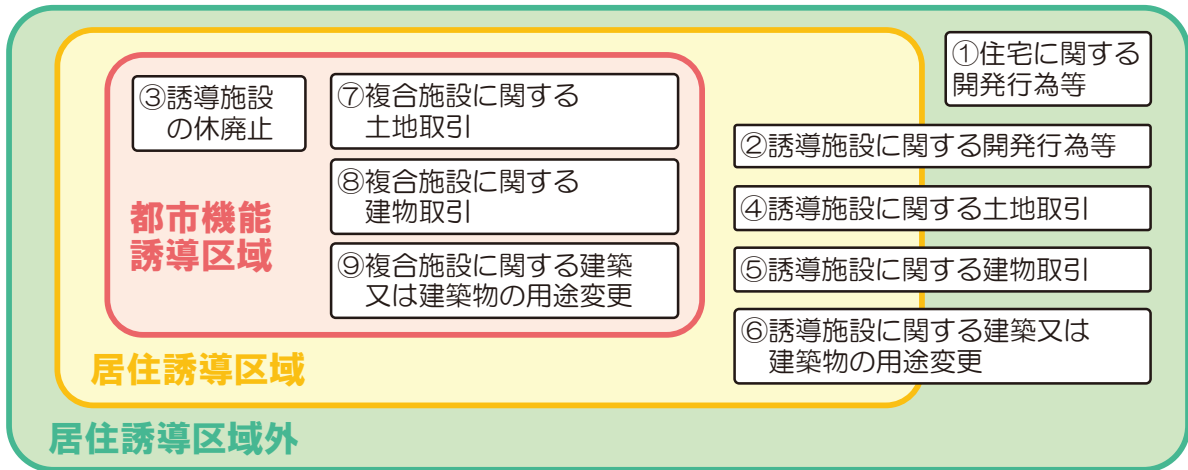 ①住宅に関する
開発行為等
③誘導施設
の休廃止
⑦複合施設に関する
土地取引
②誘導施設に関する開発行為等
⑧複合施設に関する
建物取引
④誘導施設に関する土地取引
都市機能
誘導区域
⑨複合施設に関する建築
又は建築物の用途変更
⑤誘導施設に関する建物取引
⑥誘導施設に関する建築又は
建築物の用途変更
居住誘導区域
居住誘導区域外